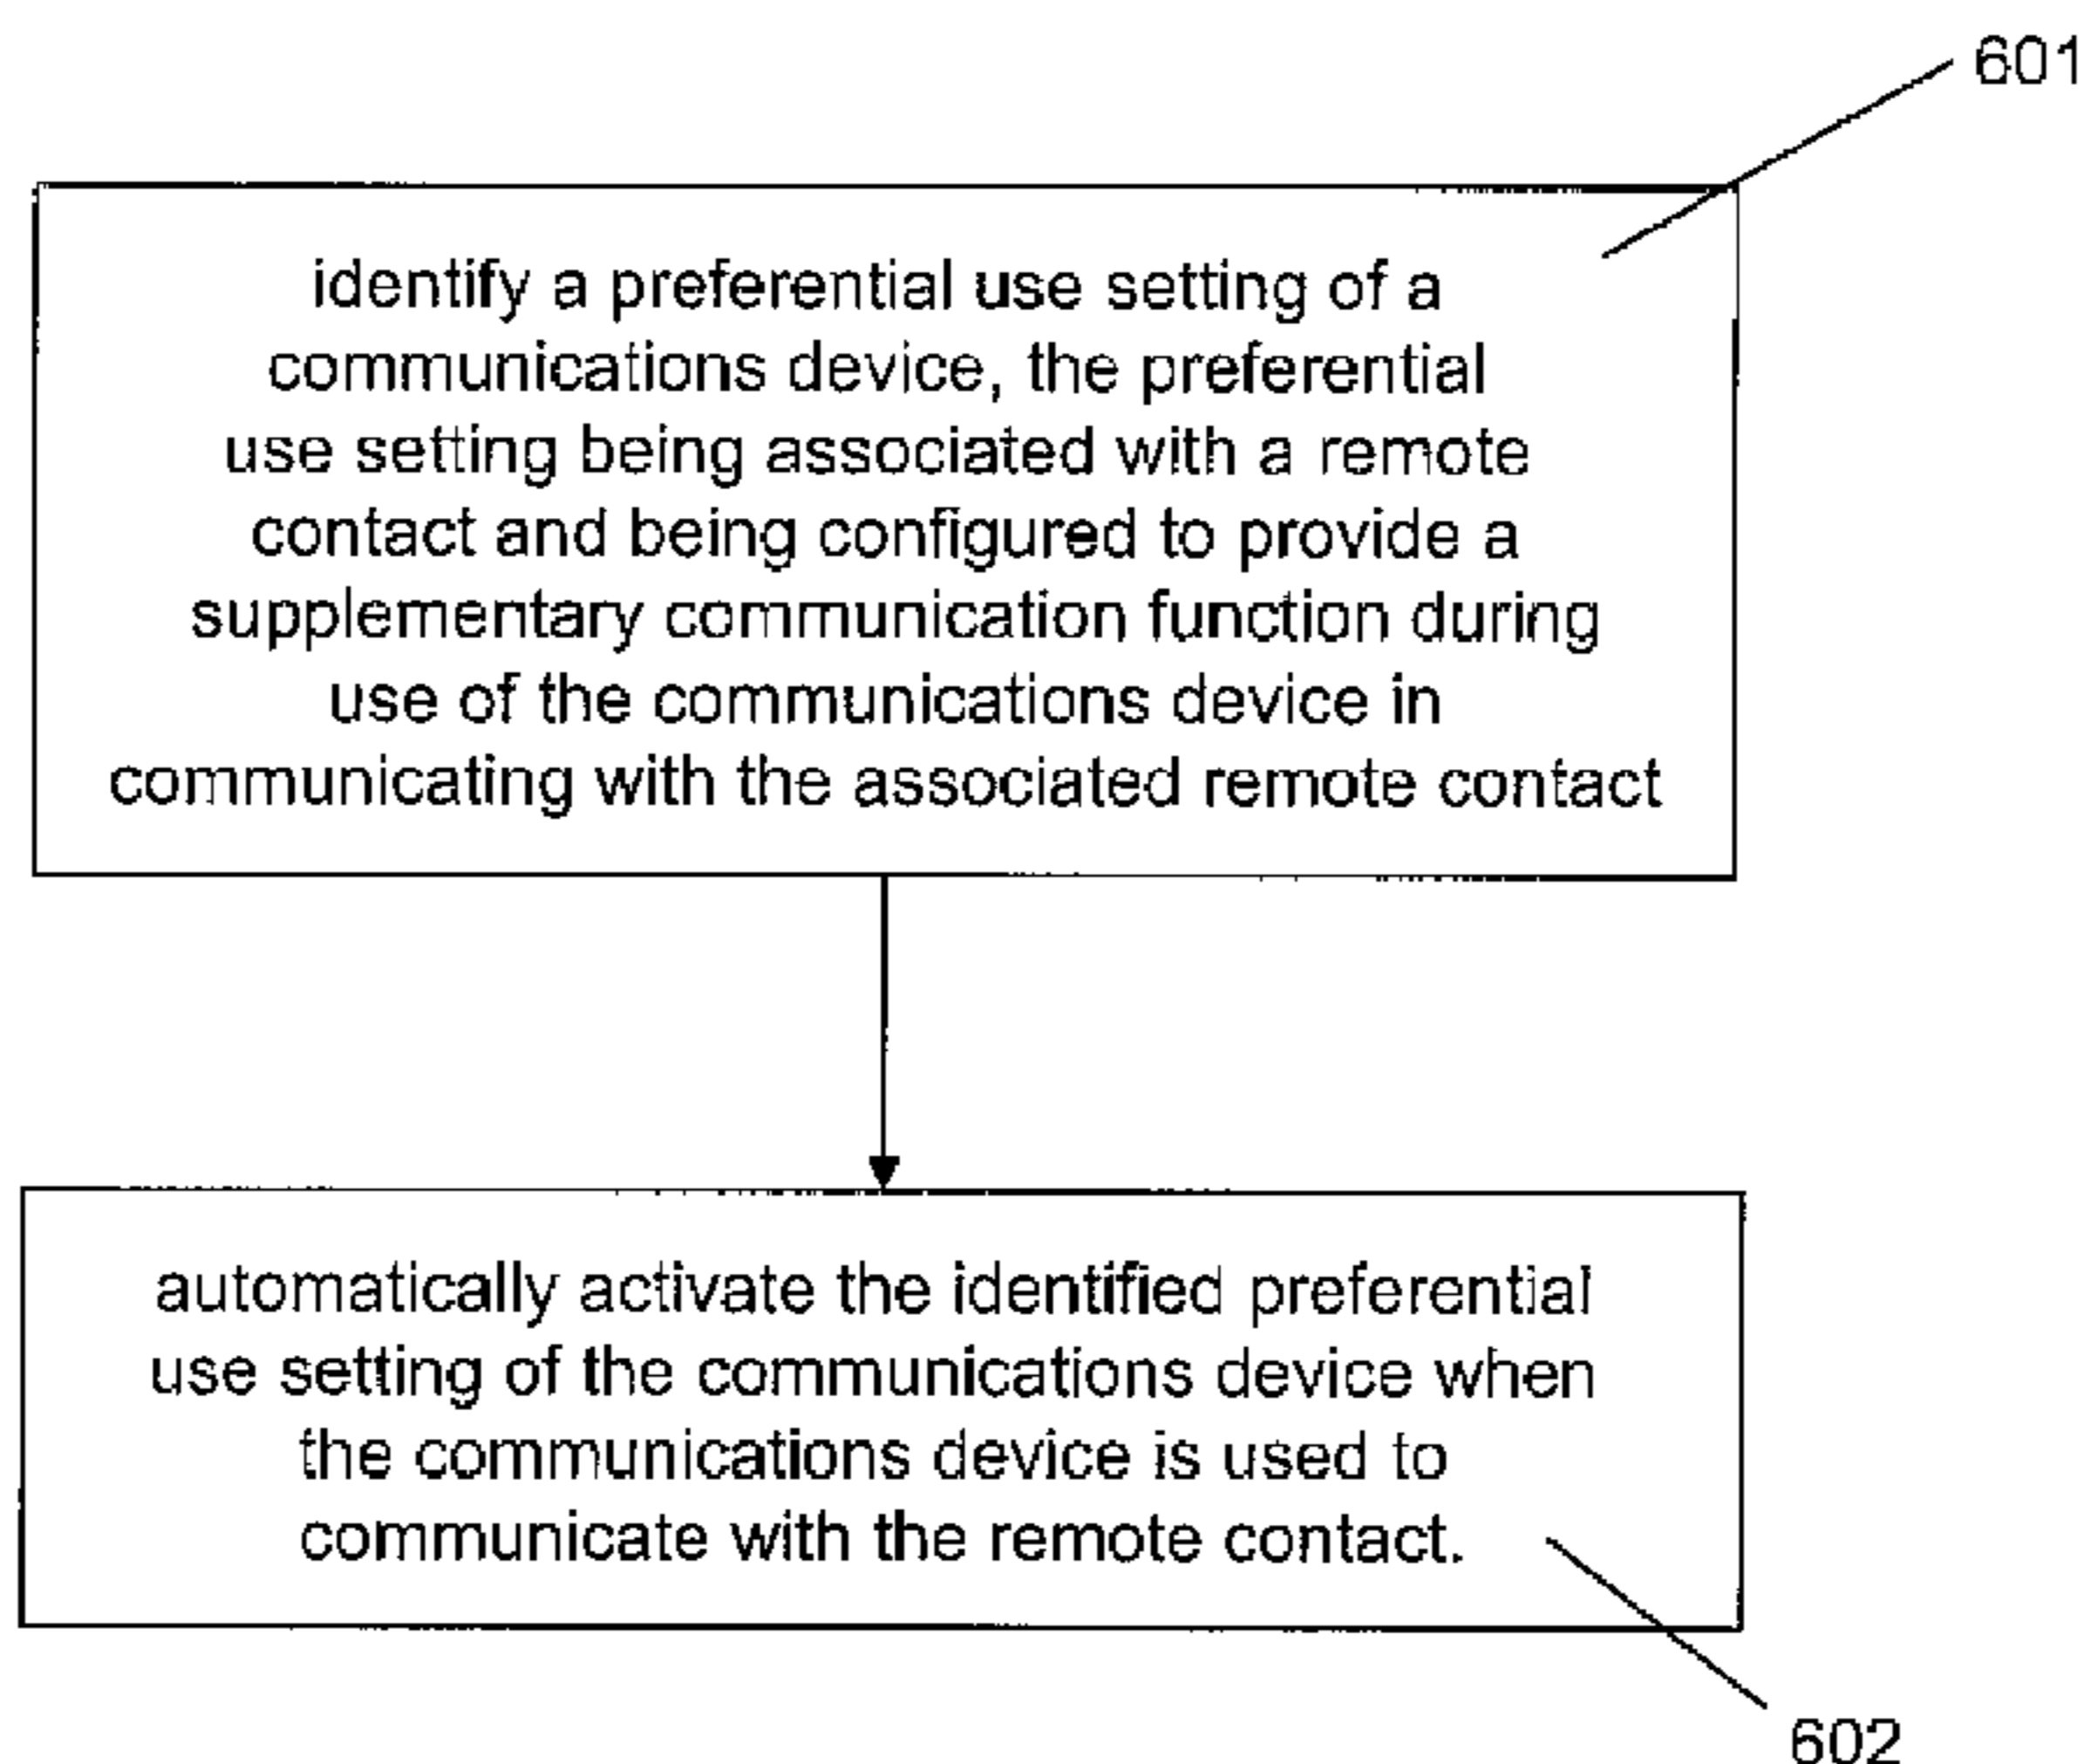 601
identify a preferential use setting of a
communications device, the preferential
use setting being associated with a remote
contact and being configured to provide a
supplementary communication function during
use of the communications device in
communicating with the associated remote contact
automatically activate the identified preferential
use setting of the communications device when
the communications device is used to
communicate with the remote contact.
602